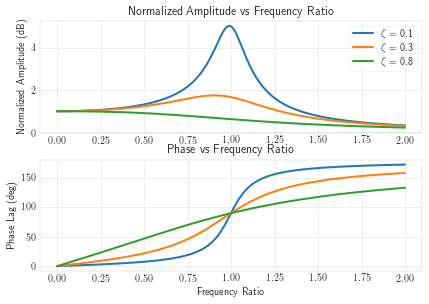 Normalized Amplitude vs Frequency Ratio
Normalized Amplitude (dB)
4
2
0
ζ = 0.1
ζ = 0.3
ζ = 0.8
0.00 0.25 0.50 0.75 1.00 1.25 1.50 1.75 2.00
Phase vs Frequency Ratio
Phase Lag (deg)
150
100
50
0
0.00 0.25 0.50 0.75 1.00 1.25 1.50 1.75 2.00
Frequency Ratio